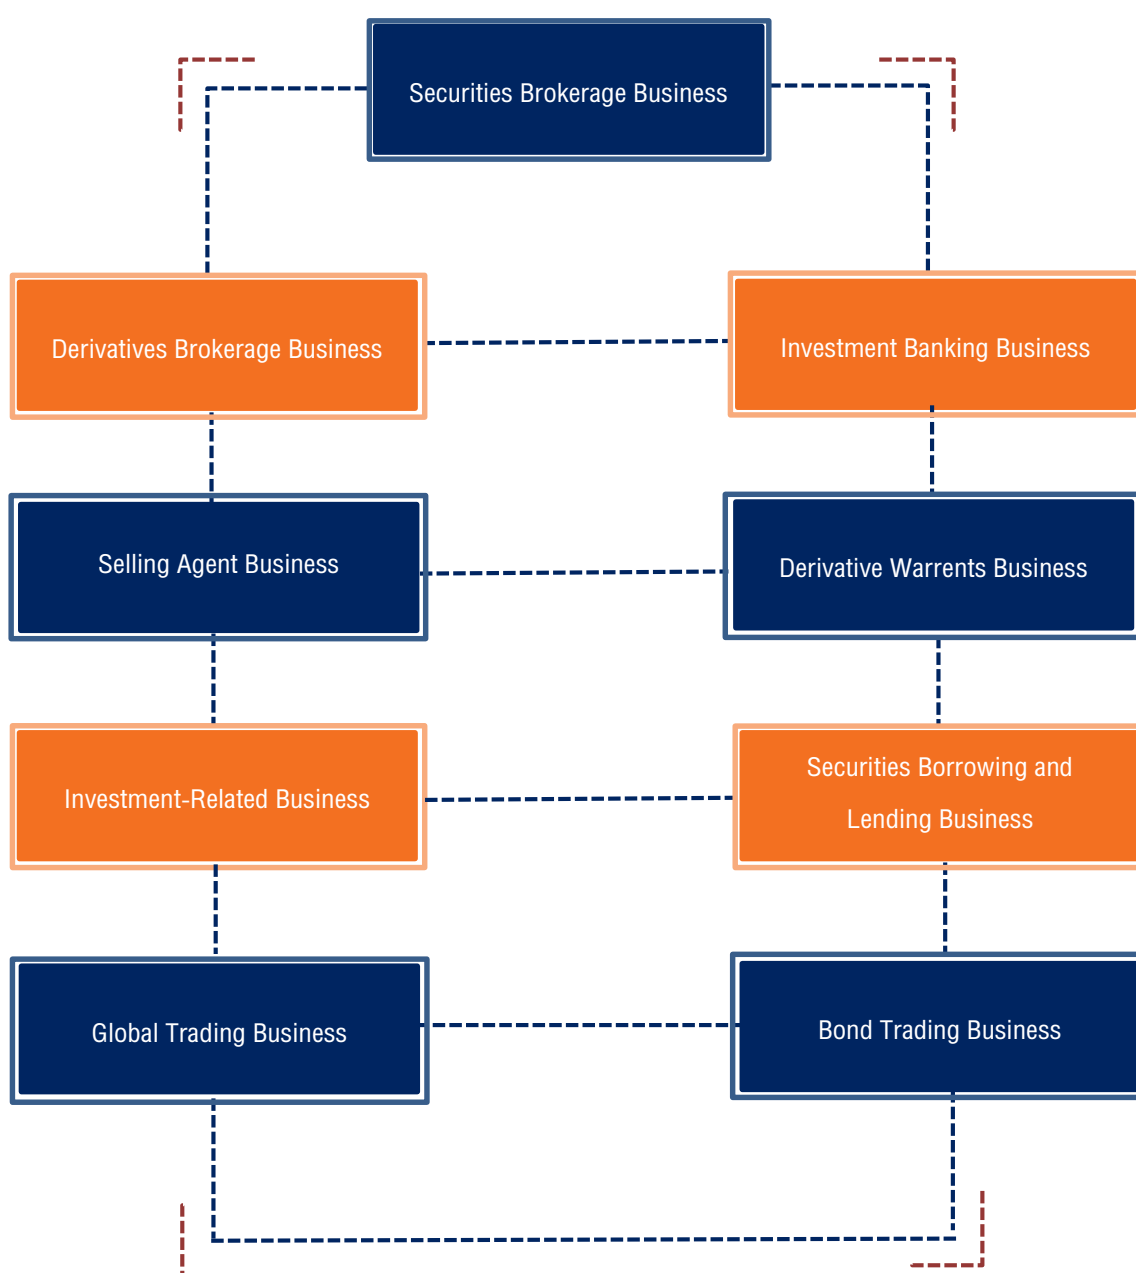 Securities Brokerage Business
Derivatives Brokerage Business
Investment Banking Business
Selling Agent Business
Derivative Warrents Business
Investment-Related Business
Securities Borrowing and
Lending Business
Global Trading Business
Bond Trading Business